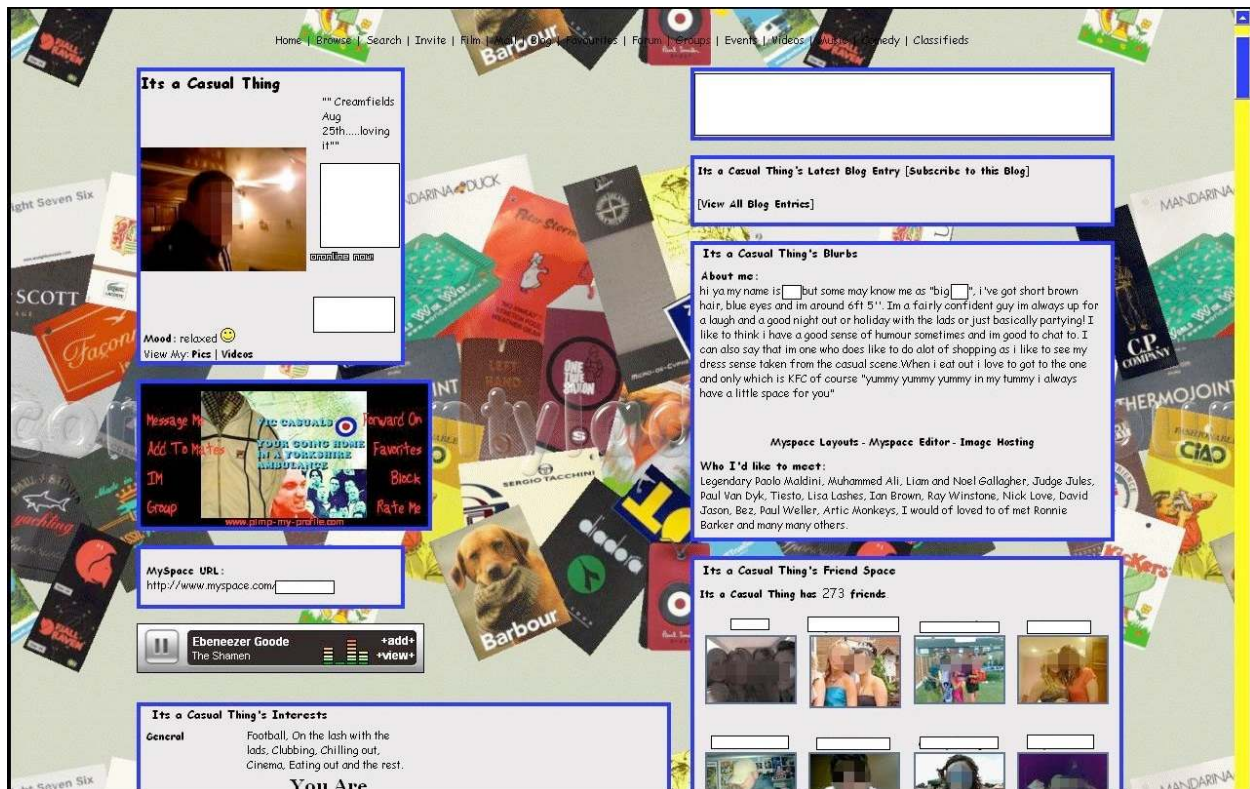 Home | Browse | Search | Invite | Film | Mail | Blog | Favourites | Forum | Groups | Events | Videos | Music | Comedy | Classifieds
Its a Casual Thing
"" Creamfields
Aug
25th.....loving
it""
Mood: relaxed
View My: Pics | Videos
Message Me
Add To Mates
IM
Group
VIC CASUALS
YOUR GOING HOME
IN A YORKSHIRE
AMBULANCE
Forward On
Favorites
Block
Rate Me
www.pimp-my-profile.com
MySpace URL:
http://www.myspace.com/
Ebeneezer Goode
The Shamen
+add+
+view+
Its a Casual Thing's Interests
General
Football, On the lash with the
lads, Clubbing, Chilling out,
Cinema, Eating out and the rest.
You Are
Its a Casual Thing's Latest Blog Entry [Subscribe to this Blog]
[View All Blog Entries]
Its a Casual Thing's Blurbs
About me:
hi ya my name is but some may know me as "big ", i've got short brown
hair, blue eyes and im around 6ft 5''. Im a fairly confident guy im always up for
a laugh and a good night out or holiday with the lads or just basically partying! I
like to think i have a good sense of humour sometimes and im good to chat to. I
can also say that im one who does like to do alot of shopping as i like to see my
dress sense taken from the casual scene.When i eat out i love to got to the one
and only which is KFC of course "yummy yummy yummy in my tummy i always
have a little space for you"
Myspace Layouts - Myspace Editor - Image Hosting
Who I'd like to meet:
Legendary Paolo Maldini, Muhammed Ali, Liam and Noel Gallagher, Judge Jules,
Paul Van Dyk, Tiesto, Lisa Lashes, Ian Brown, Ray Winstone, Nick Love, David
Jason, Bez, Paul Weller, Artic Monkeys, I would of loved to of met Ronnie
Barker and many many others.
Its a Casual Thing's Friend Space
Its a Casual Thing has 273 friends
MANDARINA DUCK
Peter Storm
ONE
TRUE
SAXON
SERGIO TACCHINI
diadora
Barbour
Barbour
SCOTT
Façonn
yachting
C.P.
COMPANY
THERMOJOINT
CIAO
KicKers
MANDARINA
ght Seven Six